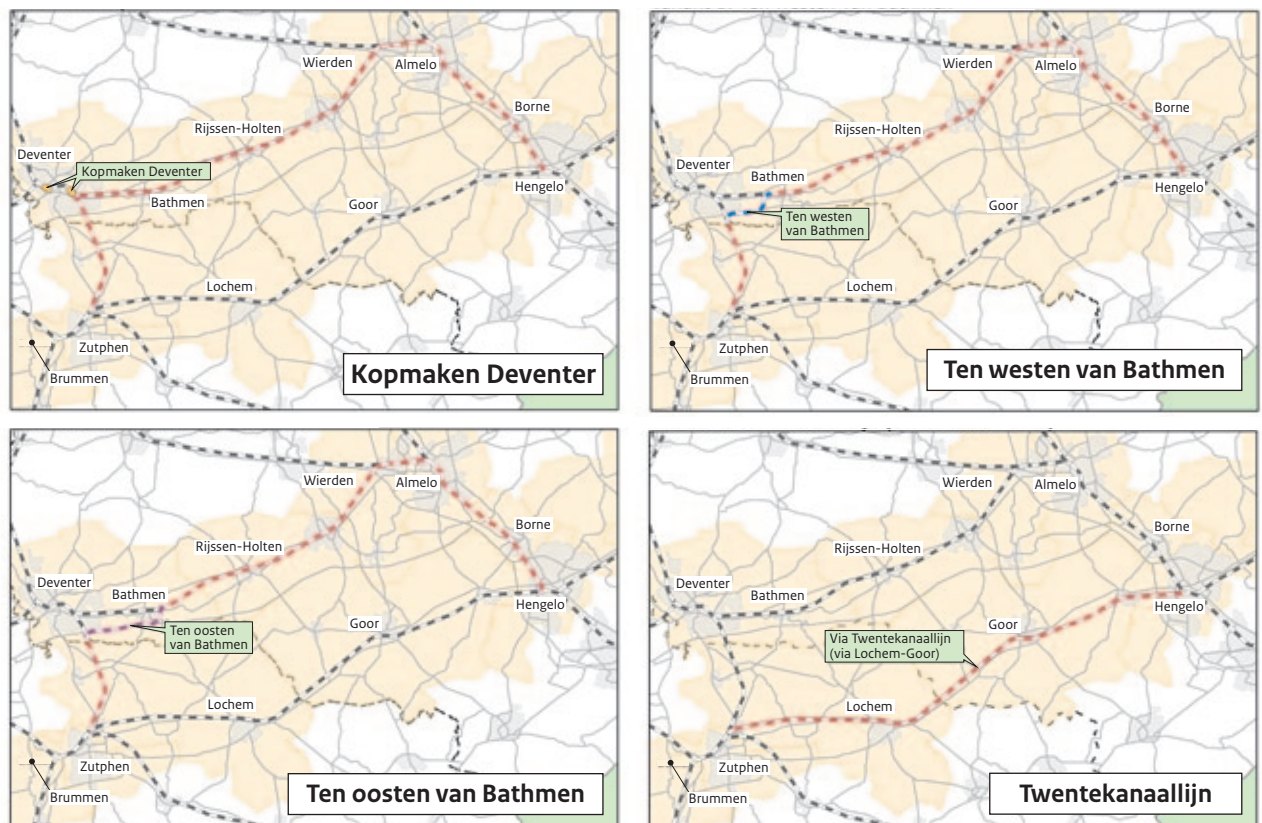 Wierden
Almelo
Borne
Rijssen-Holten
Deventer
Kopmaken Deventer
Bathmen
Goor
Hengelo
Lochem
Zutphen
Brummen
Kopmaken Deventer
Wierden
Almelo
Borne
Rijssen-Holten
Deventer
Bathmen
Ten westen
van Bathmen
Goor
Hengelo
Lochem
Zutphen
Brummen
Ten westen van Bathmen
Wierden
Almelo
Borne
Rijssen-Holten
Deventer
Bathmen
Ten oosten
van Bathmen
Goor
Hengelo
Lochem
Zutphen
Brummen
Ten oosten van Bathmen
Wierden
Almelo
Borne
Rijssen-Holten
Deventer
Bathmen
Via Twentekanaallijn
(via Lochem-Goor)
Goor
Hengelo
Lochem
Zutphen
Brummen
Twentekanaallijn